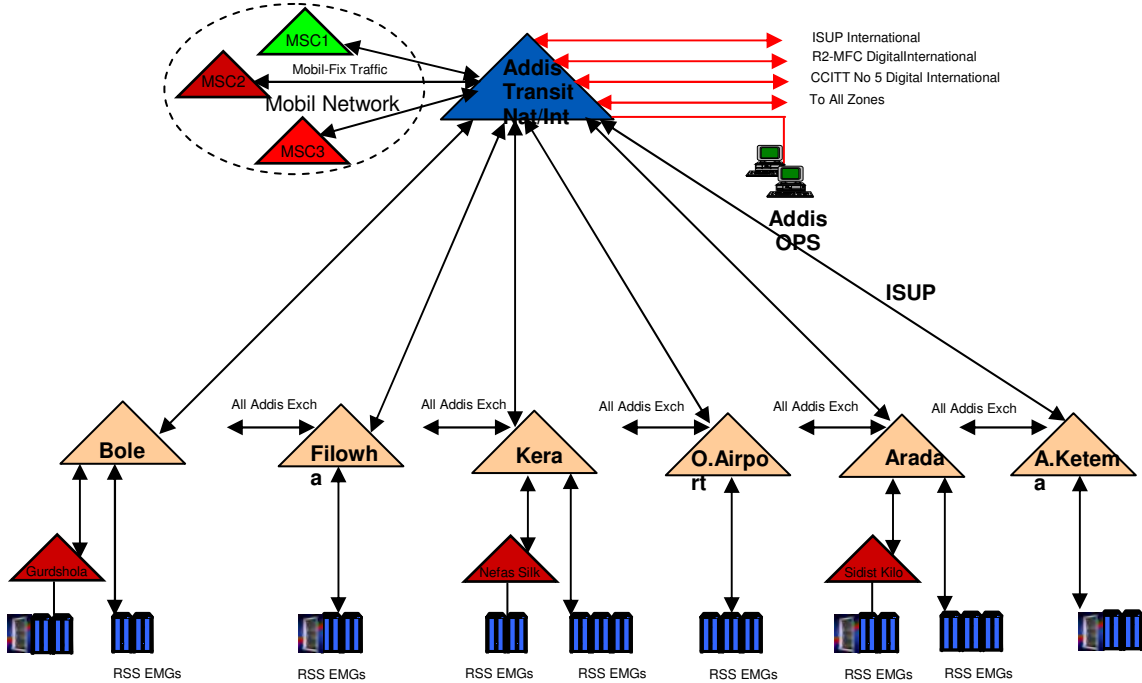 MSC1
MSC2
Mobil-Fix Traffic
Mobil Network
MSC3
Addis
Transit
Nat/Int
ISUP International
R2-MFC DigitalInternational
CCITT No 5 Digital International
To All Zones
Addis
OPS
ISUP
All Addis Exch
All Addis Exch
All Addis Exch
All Addis Exch
All Addis Exch
Bole
Filowh
a
Kera
O.Airpo
rt
Arada
A.Ketem
a
Gurdshola
Nefas Silk
Sidist Kilo
RSS EMGs
RSS EMGs
RSS EMGs
RSS EMGs
RSS EMGs
RSS EMGs